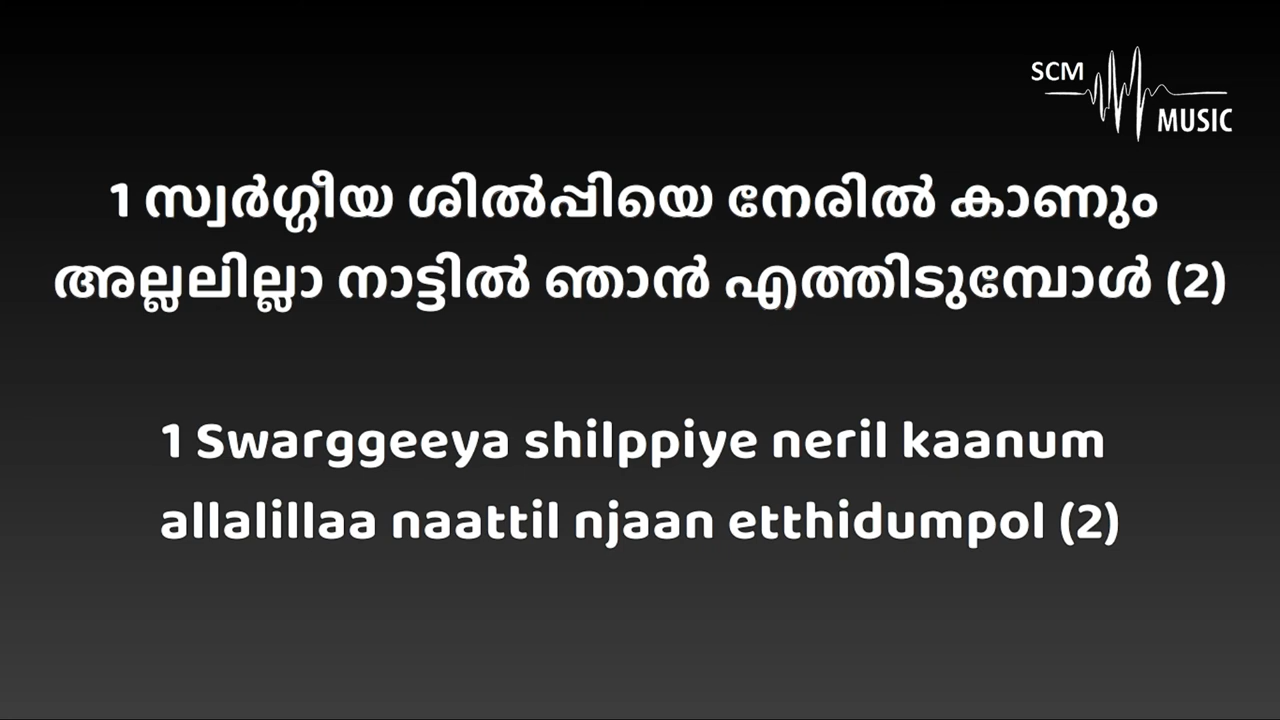 SCM
MUSIC
1 സ്വർഗ്ഗീയ ശിൽപ്പിയെ നേരിൽ കാണും
അല്ലലില്ലാ നാട്ടിൽ ഞാൻ എത്തിടുമ്പോൾ (2)
1 Swarggeeya shilppiye neril kaanum
allalillaa naattil njaan etthidumpol (2)